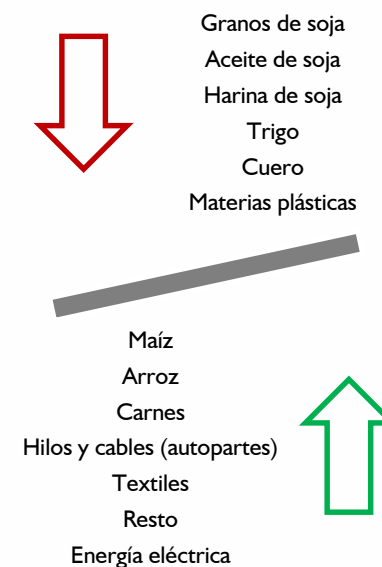 Granos de soja
Aceite de soja
Harina de soja
Trigo
Cuero
Materias plásticas
Maíz
Arroz
Carnes
Hilos y cables (autopartes)
Textiles
Resto
Energía eléctrica